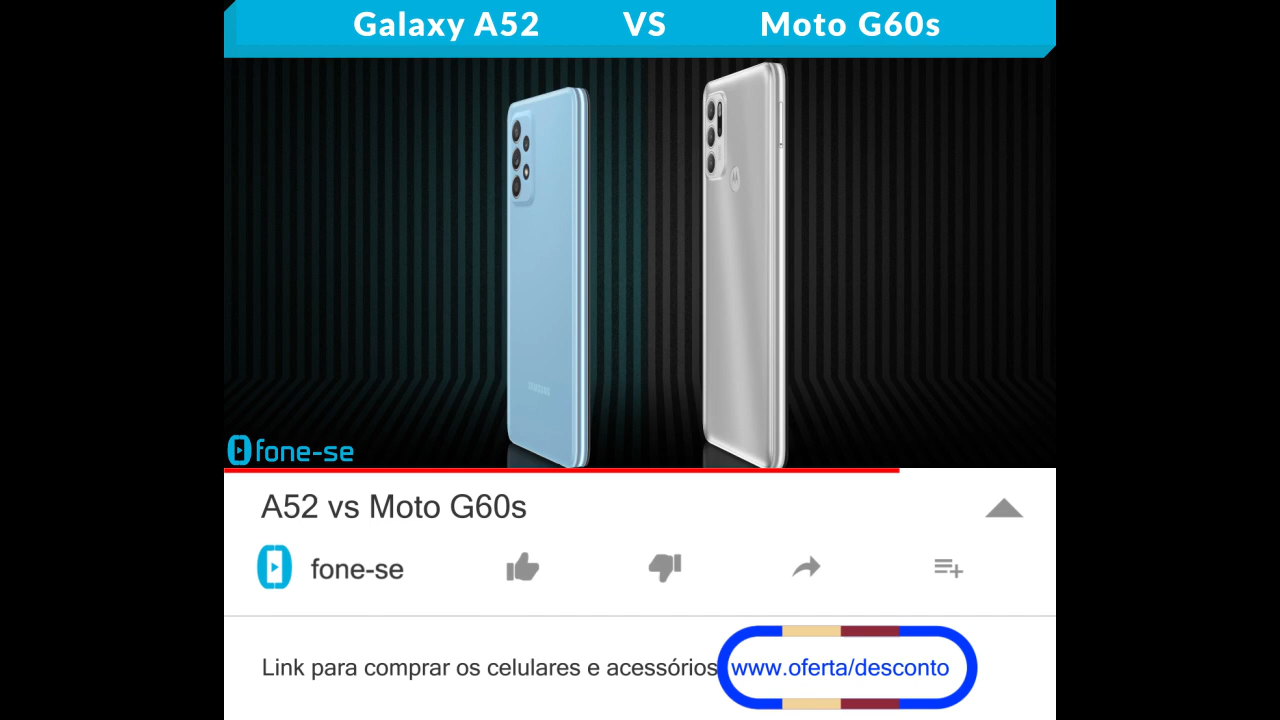 Galaxy A52 VS Moto G60s
SAMSUNG
fone-se
A52 vs Moto G60s
fone-se
Link para comprar os celulares e acessórios www.oferta/desconto